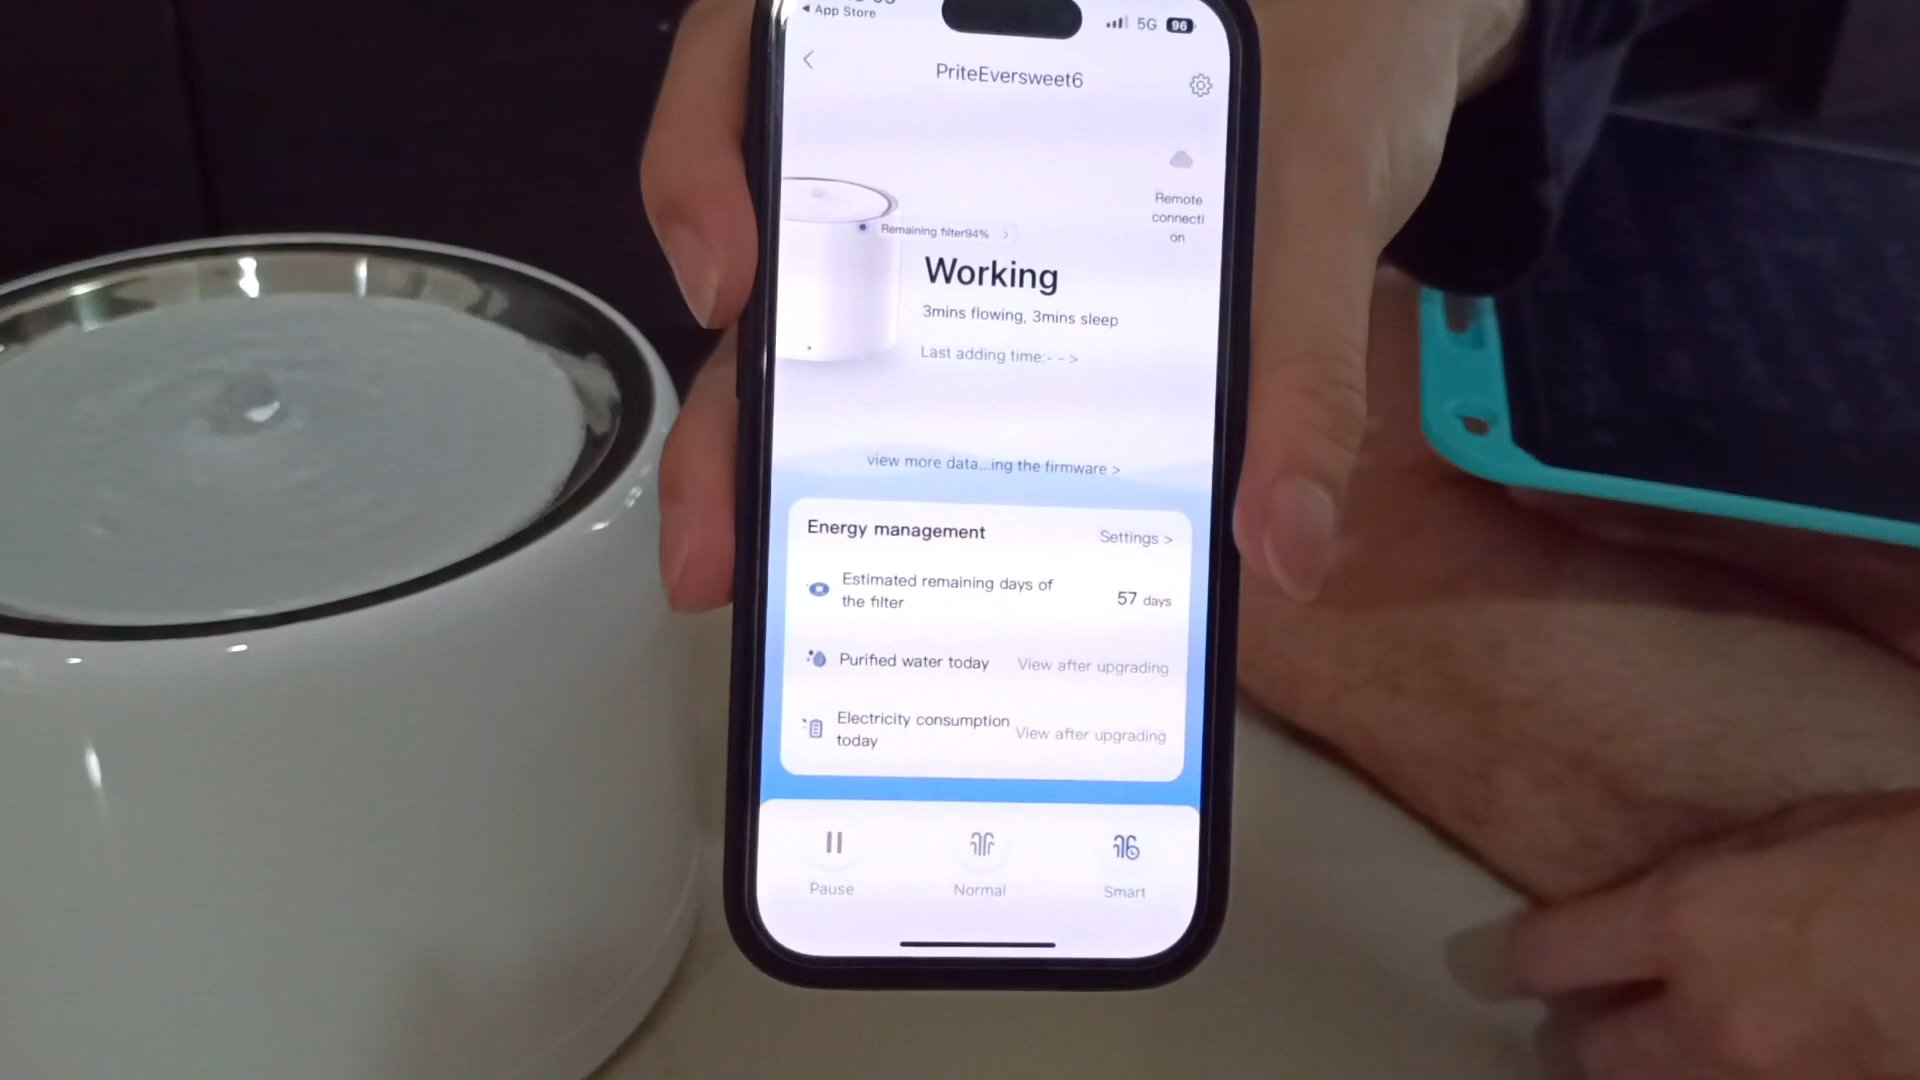 ◀ App Store
5G 96
PriteEversweet6
Remote
connecti
on
Remaining filter94% >
Working
3mins flowing, 3mins sleep
Last adding time:- - >
view more data...ing the firmware >
Energy management
Settings >
Estimated remaining days of
the filter
57 days
Purified water today
View after upgrading
Electricity consumption
today
View after upgrading
Pause
Normal
Smart